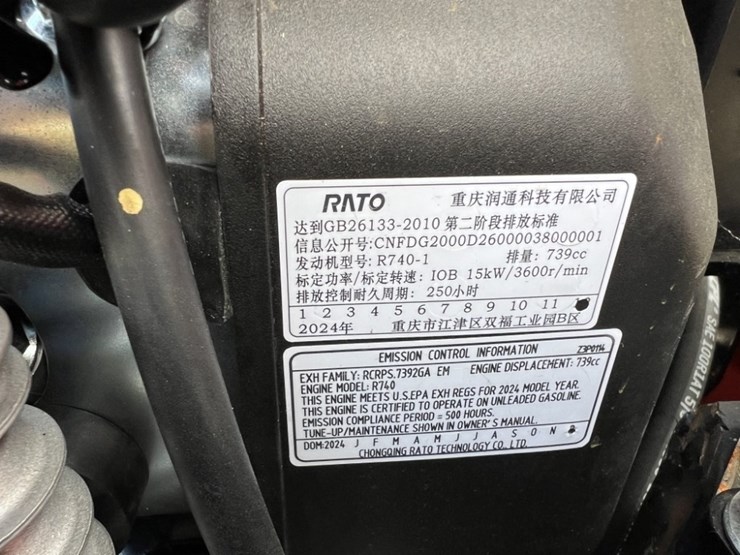 RATO 重庆润通科技有限公司
达到GB26133-2010 第二阶段排放标准
信息公开号:CNFDG2000D26000038000001
发动机型号: R740-1 排量: 739cc
标定功率/标定转速: IOB 15kW/3600r/min
排放控制耐久周期: 250小时
1 2 3 4 5 6 7 8 9 10 11
2024年 重庆市江津区双福工业园B区
EMISSION CONTROL INFORMATION Z3P0114
EXH FAMILY: RCRPS.7392GA EM ENGINE DISPLACEMENT: 739cc
ENGINE MODEL: R740
THIS ENGINE MEETS U.S.EPA EXH REGS FOR 2024 MODEL YEAR.
THIS ENGINE IS CERTIFIED TO OPERATE ON UNLEADED GASOLINE.
EMISSION COMPLIANCE PERIOD = 500 HOURS.
TUNE-UP/MAINTENANCE SHOWN IN OWNER'S MANUAL.
DOM:2024 J F M A M J J A S O N
CHONGQING RATO TECHNOLOGY CO. LTD.
SAE 100R1AT